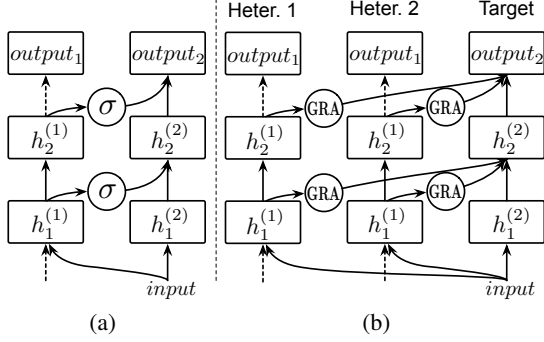 Heter. 1 Heter. 2 Target
output₁ output₂ output₁ output₁ output₂
σ GRA GRA
h₂⁽¹⁾ h₂⁽²⁾ h₂⁽¹⁾ h₂⁽¹⁾ h₂⁽²⁾
σ GRA GRA
h₁⁽¹⁾ h₁⁽²⁾ h₁⁽¹⁾ h₁⁽¹⁾ h₁⁽²⁾
input input
(a) (b)